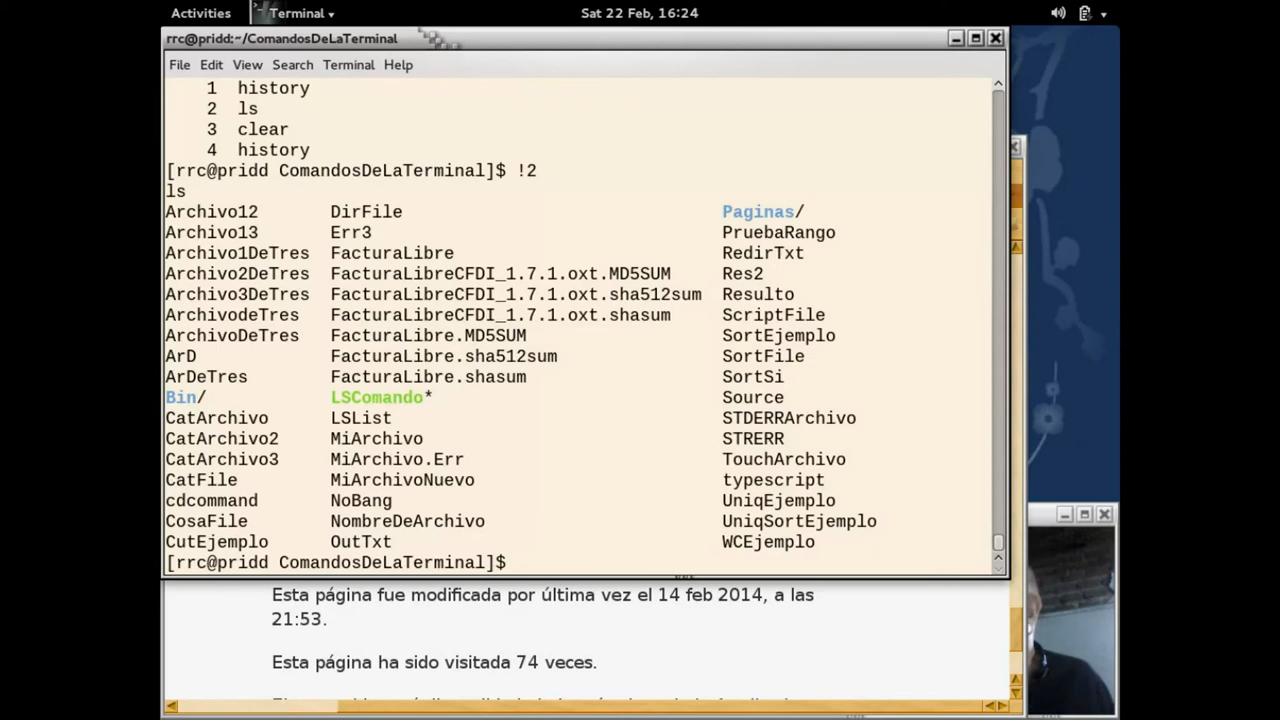 Activities Terminal Sat 22 Feb, 16:24
rrc@pridd:~/ComandosDeLaTerminal
File Edit View Search Terminal Help
1 history
2 ls
3 clear
4 history
[rrc@pridd ComandosDeLaTerminal]$ !2
ls
Archivo12 DirFile Paginas/
Archivo13 Err3 PruebaRango
Archivo1DeTres FacturaLibre RedirTxt
Archivo2DeTres FacturaLibreCFDI_1.7.1.oxt.MD5SUM Res2
Archivo3DeTres FacturaLibreCFDI_1.7.1.oxt.sha512sum Resulto
ArchivodeTres FacturaLibreCFDI_1.7.1.oxt.shasum ScriptFile
ArchivoDeTres FacturaLibre.MD5SUM SortEjemplo
ArD FacturaLibre.sha512sum SortFile
ArDeTres FacturaLibre.shasum SortSi
Bin/ LSComando* Source
CatArchivo LSList STDERRArchivo
CatArchivo2 MiArchivo STRERR
CatArchivo3 MiArchivo.Err TouchArchivo
CatFile MiArchivoNuevo typescript
cdcommand NoBang UniqEjemplo
CosaFile NombreDeArchivo UniqSortEjemplo
CutEjemplo OutTxt WCEjemplo
[rrc@pridd ComandosDeLaTerminal]$
Esta página fue modificada por última vez el 14 feb 2014, a las
21:53.
Esta página ha sido visitada 74 veces.